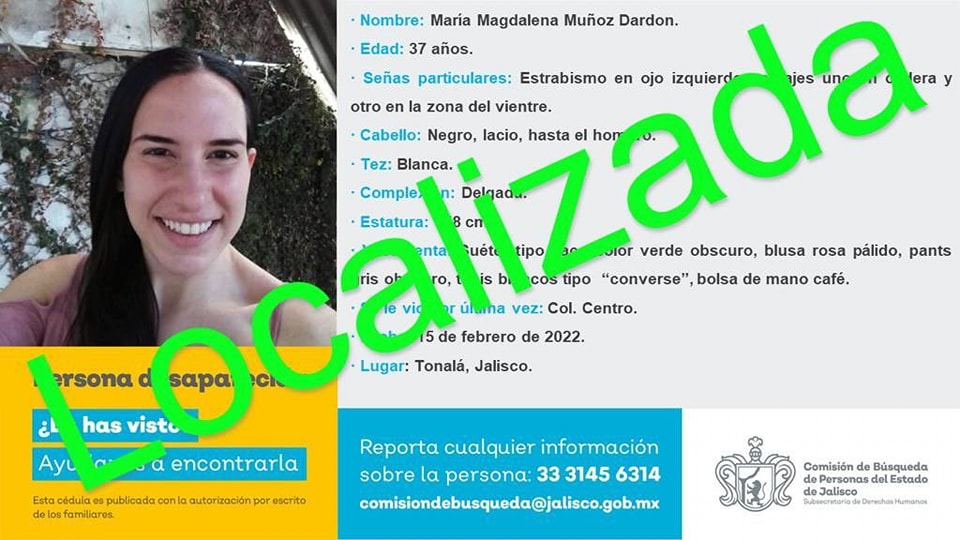 · Nombre: María Magdalena Muñoz Dardon.
· Edad: 37 años.
· Señas particulares: Estrabismo en ojo izquierdo, en y
otro en la zona del vientre.
· Cabello: Negro, lacio, hasta el hombro.
· Tez: Blanca.
· Complexión: Delgada.
· Estatura: cm
Suéter tipo color verde obscuro, blusa rosa pálido, pants
gris obscuro, tenis blancos tipo “converse”, bolsa de mano café.
· Se le vio por última vez: Col. Centro.
· Fecha: 15 de febrero de 2022.
· Lugar: Tonalá, Jalisco.
Localizada
Persona desaparecida
¿La has visto?
Ayúdanos a encontrarla
Esta cédula es publicada con la autorización por escrito
de los familiares.
Reporta cualquier información
sobre la persona: 33 3145 6314
comisiondebusqueda@jalisco.gob.mx
Comisión de Búsqueda
de Personas del Estado
de Jalisco
Subsecretaría de Derechos Humanos